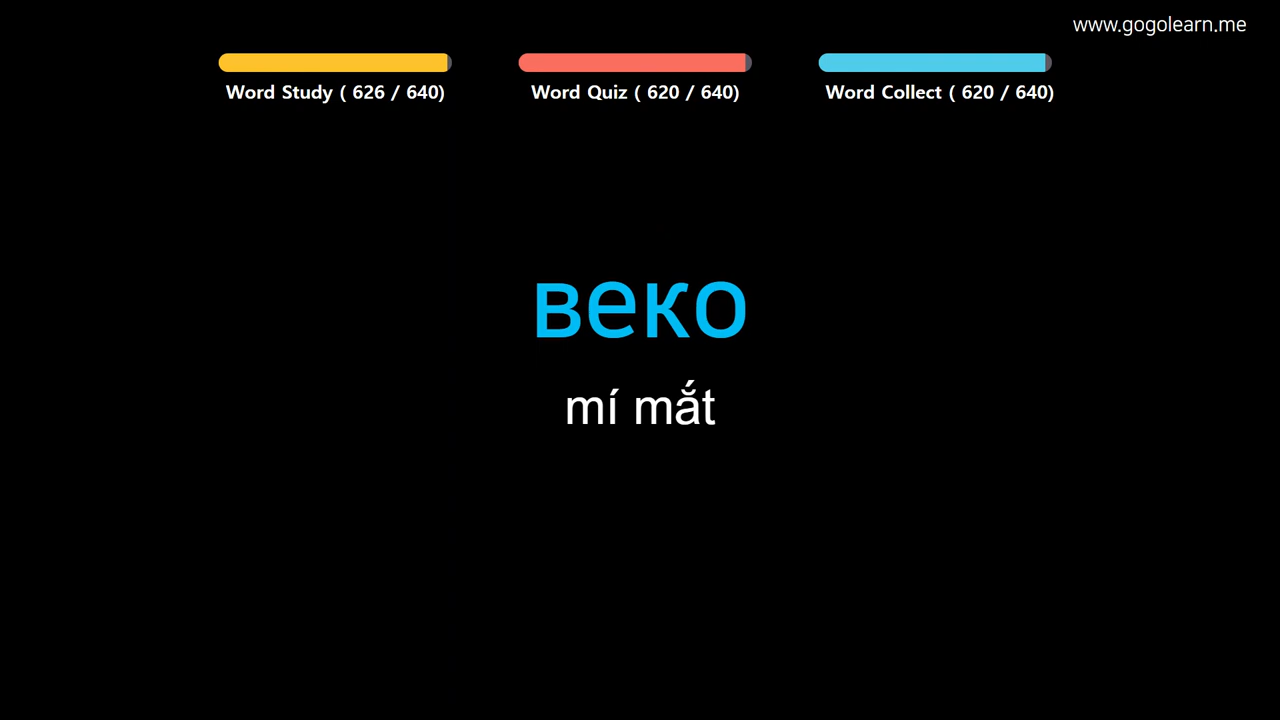 www.gogolearn.me
Word Study ( 626 / 640)
Word Quiz ( 620 / 640)
Word Collect ( 620 / 640)
веко
mí mắt